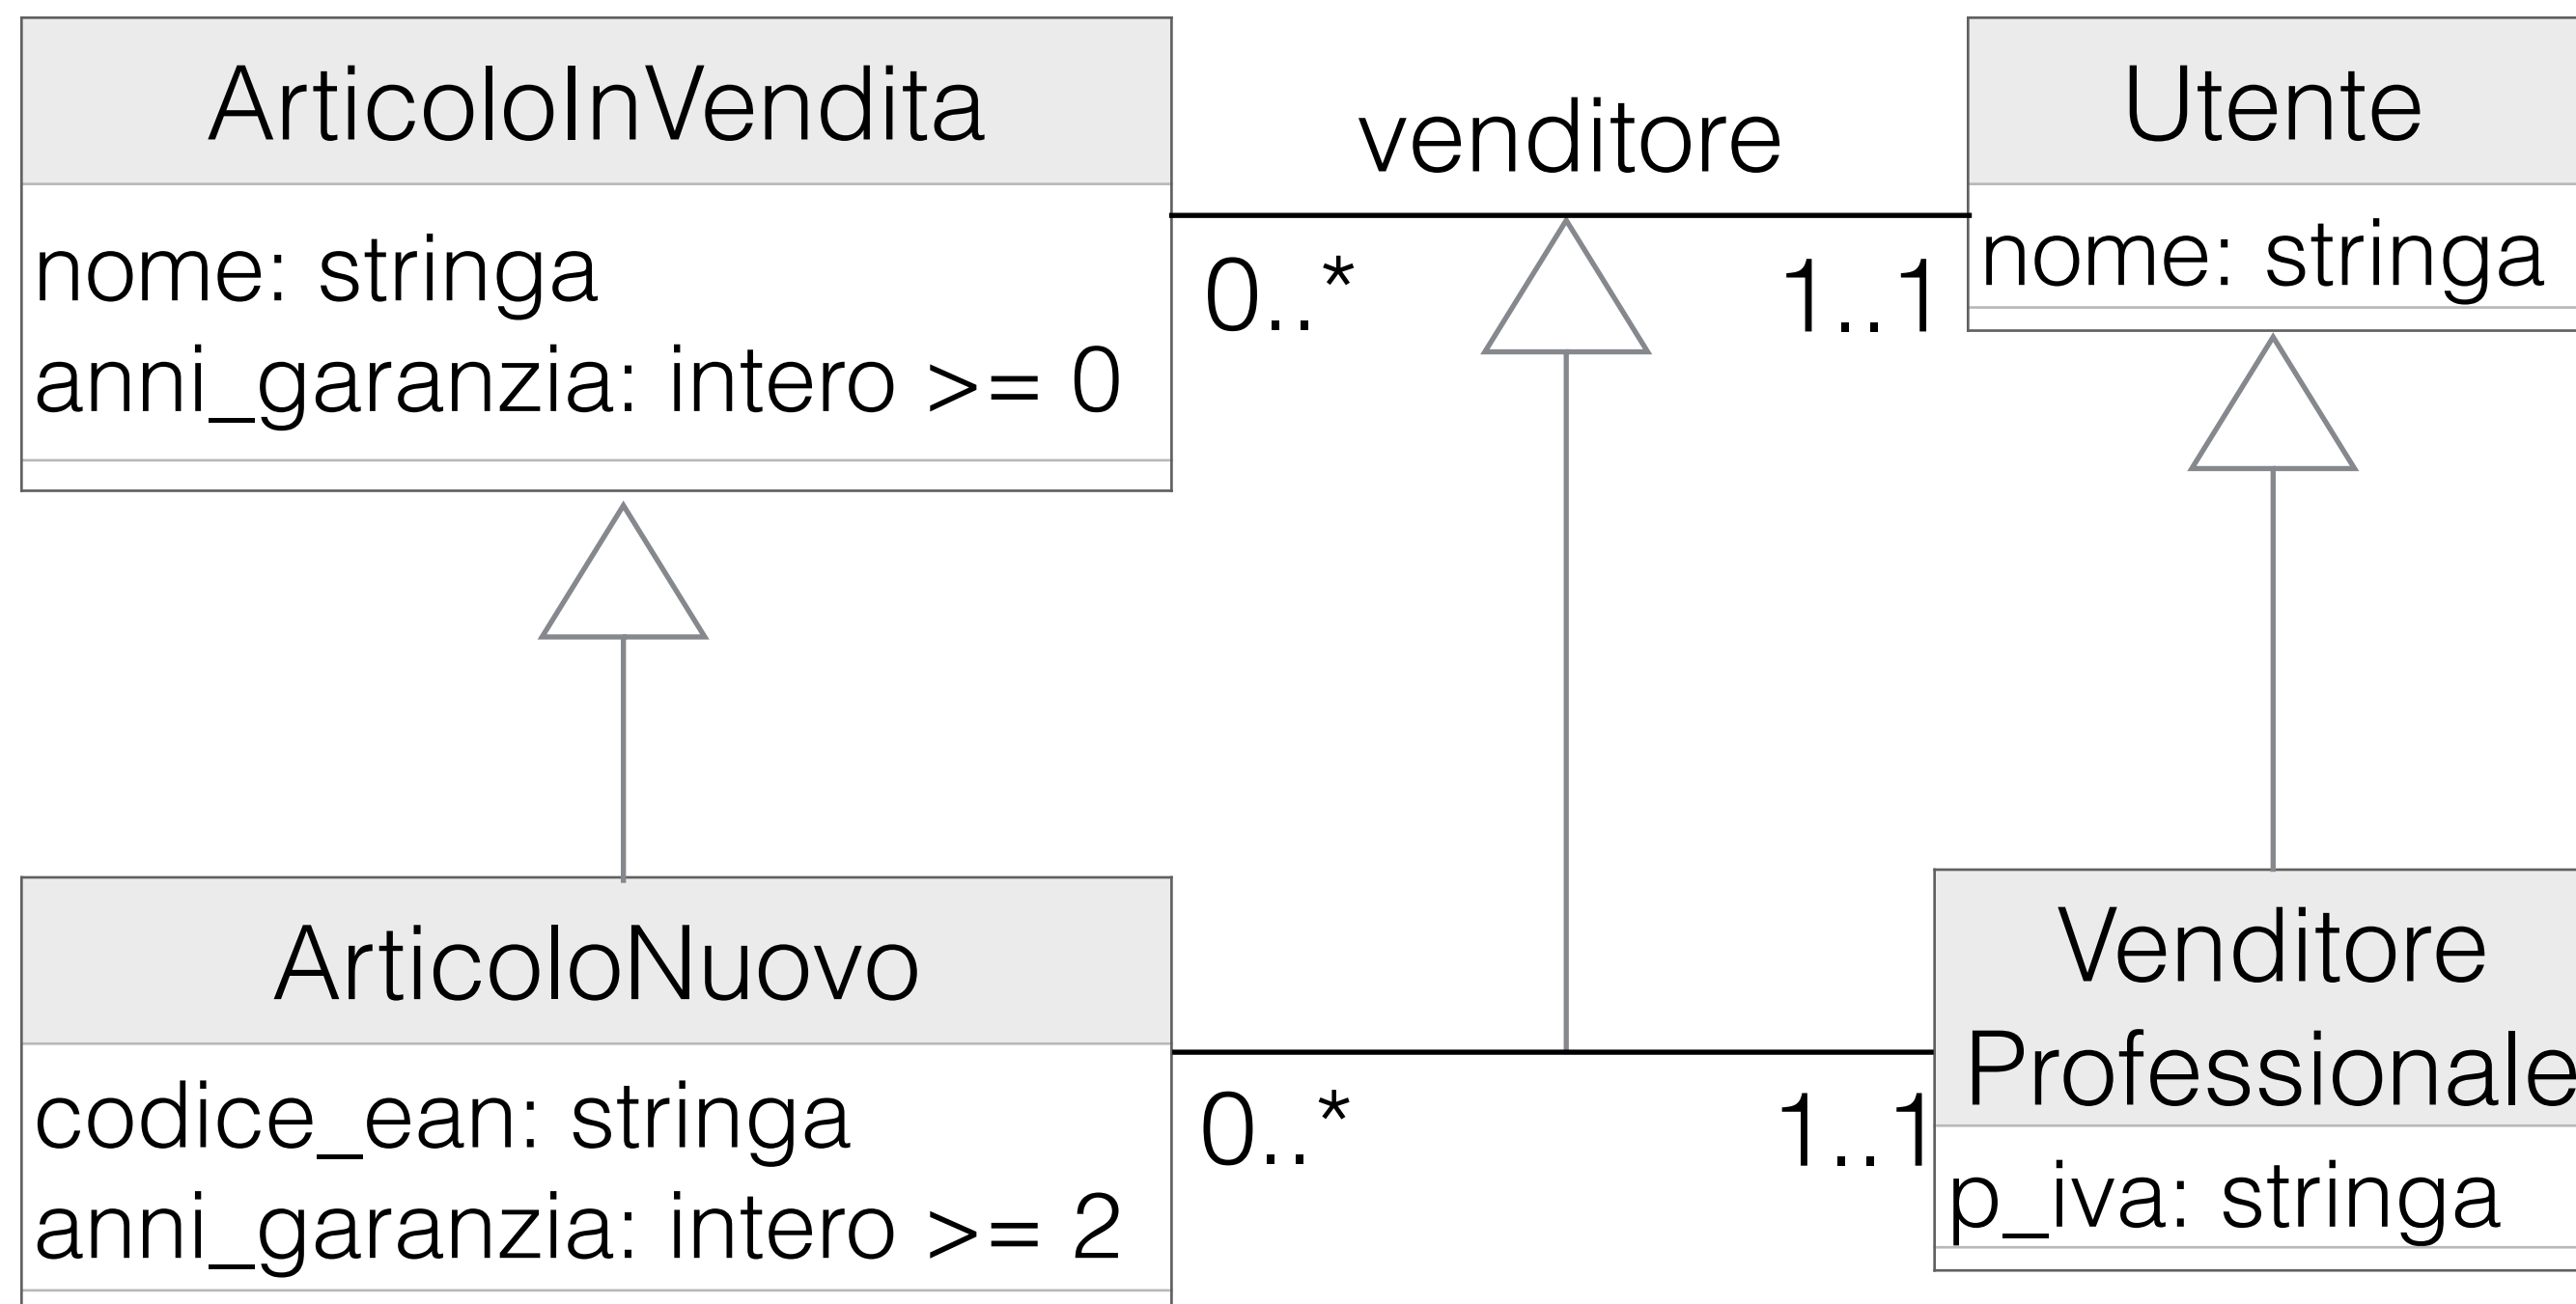 ArticoloInVendita
nome: stringa
anni_garanzia: intero >= 0
venditore
0..*
1..1
Utente
nome: stringa
ArticoloNuovo
codice_ean: stringa
anni_garanzia: intero >= 2
0..*
1..1
Venditore
Professionale
p_iva: stringa